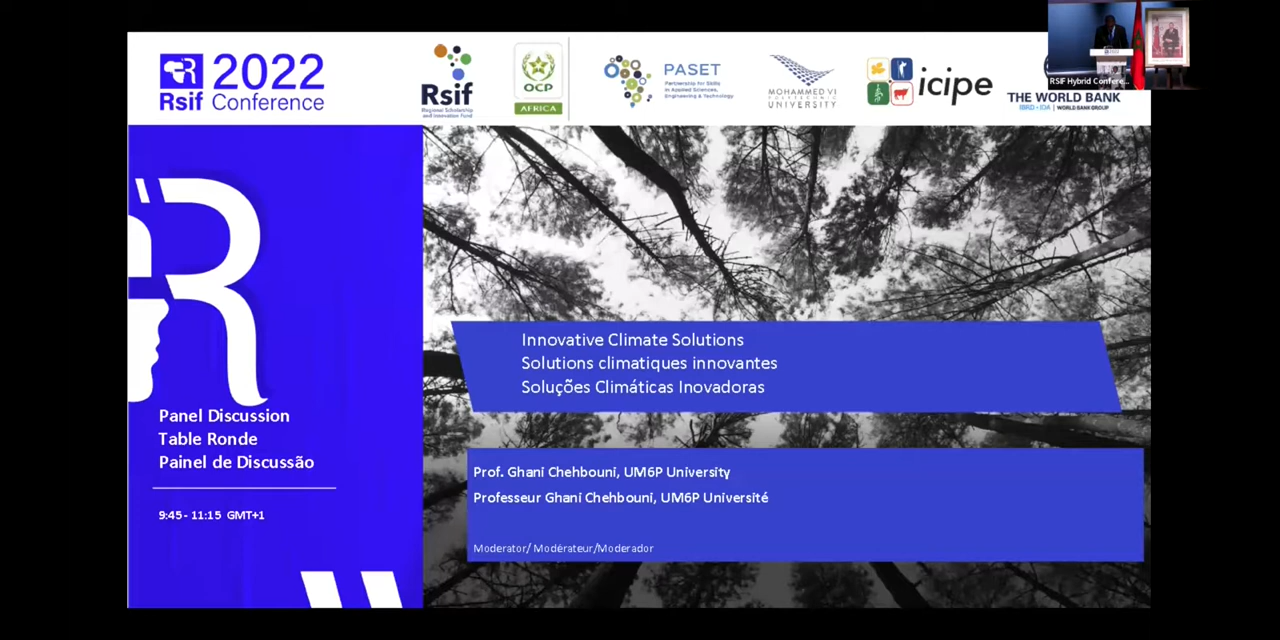 Rsif
2022
Conference
Rsif
Regional Scholarship
and Innovation Fund
OCP
AFRICA
PASET
Partnership for Skills
in Applied Sciences,
Engineering & Technology
MOHAMMED VI
POLYTECHNIC
UNIVERSITY
icipe
THE WORLD BANK
IBRD • IDA | WORLD BANK GROUP
RSIF Hybrid Confere...
Innovative Climate Solutions
Solutions climatiques innovantes
Soluções Climáticas Inovadoras
Panel Discussion
Table Ronde
Painel de Discussão
9:45- 11:15 GMT+1
Prof. Ghani Chehbouni, UM6P University
Professeur Ghani Chehbouni, UM6P Université
Moderator/ Modérateur/Moderador